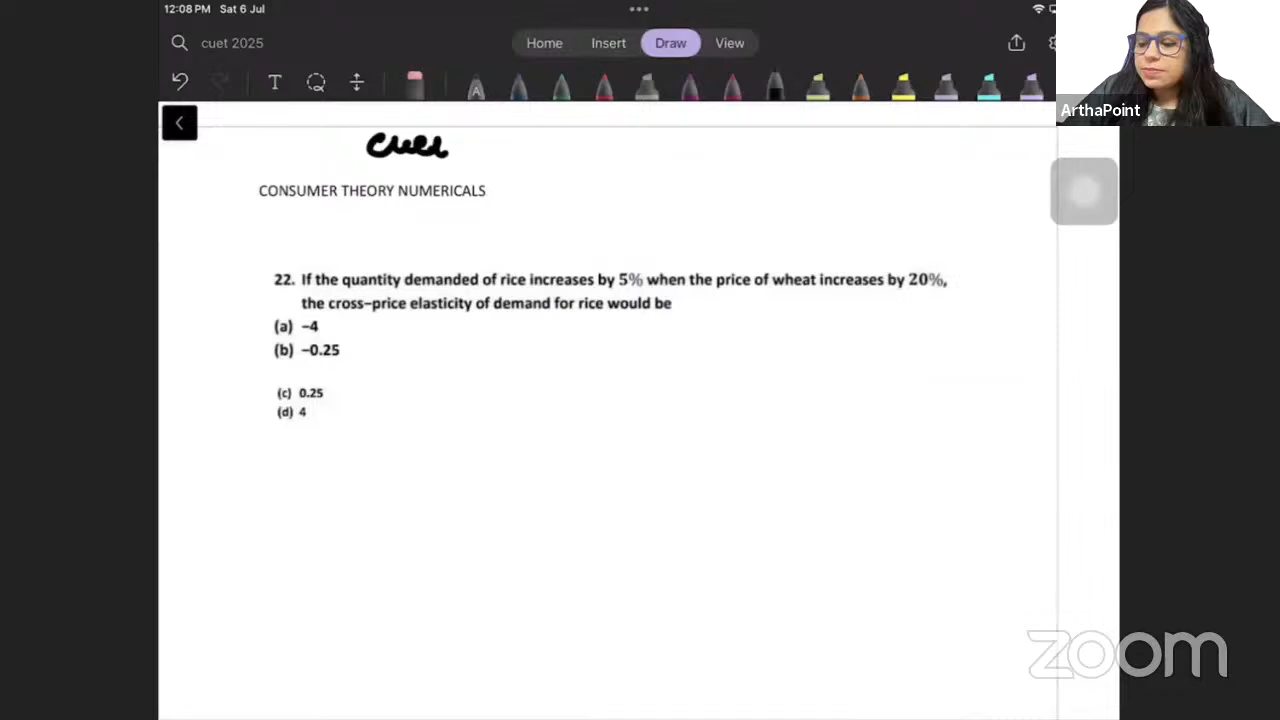 12:08 PM Sat 6 Jul
cuet 2025
Home Insert Draw View
T
A
ArthaPoint
cuet
CONSUMER THEORY NUMERICALS
22. If the quantity demanded of rice increases by 5% when the price of wheat increases by 20%,
the cross–price elasticity of demand for rice would be
(a) –4
(b) –0.25
(c) 0.25
(d) 4
zoom